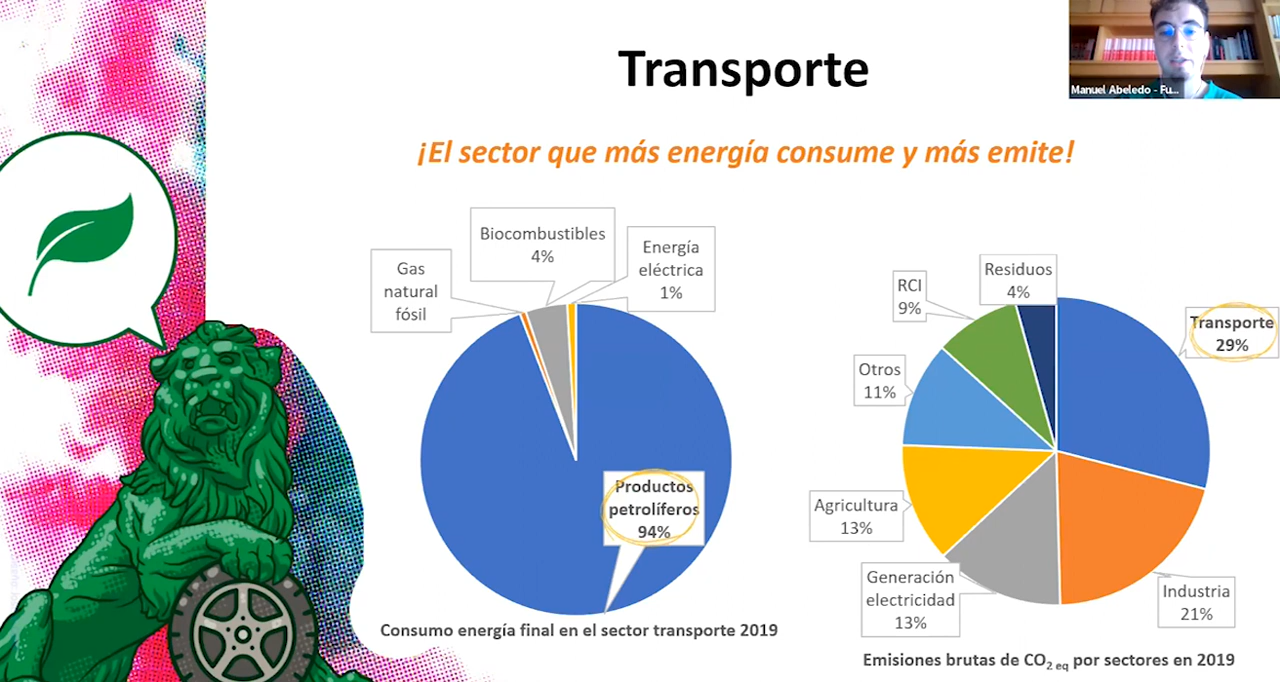 Transporte
Manuel Abeledo - Fu...
¡El sector que más energía consume y más emite!
Biocombustibles
4%
Energía
eléctrica
1%
Gas
natural
fósil
Productos
petrolíferos
94%
Consumo energía final en el sector transporte 2019
Residuos
4%
RCI
9%
Transporte
29%
Otros
11%
Agricultura
13%
Generación
electricidad
13%
Industria
21%
Emisiones brutas de CO2 eq por sectores en 2019